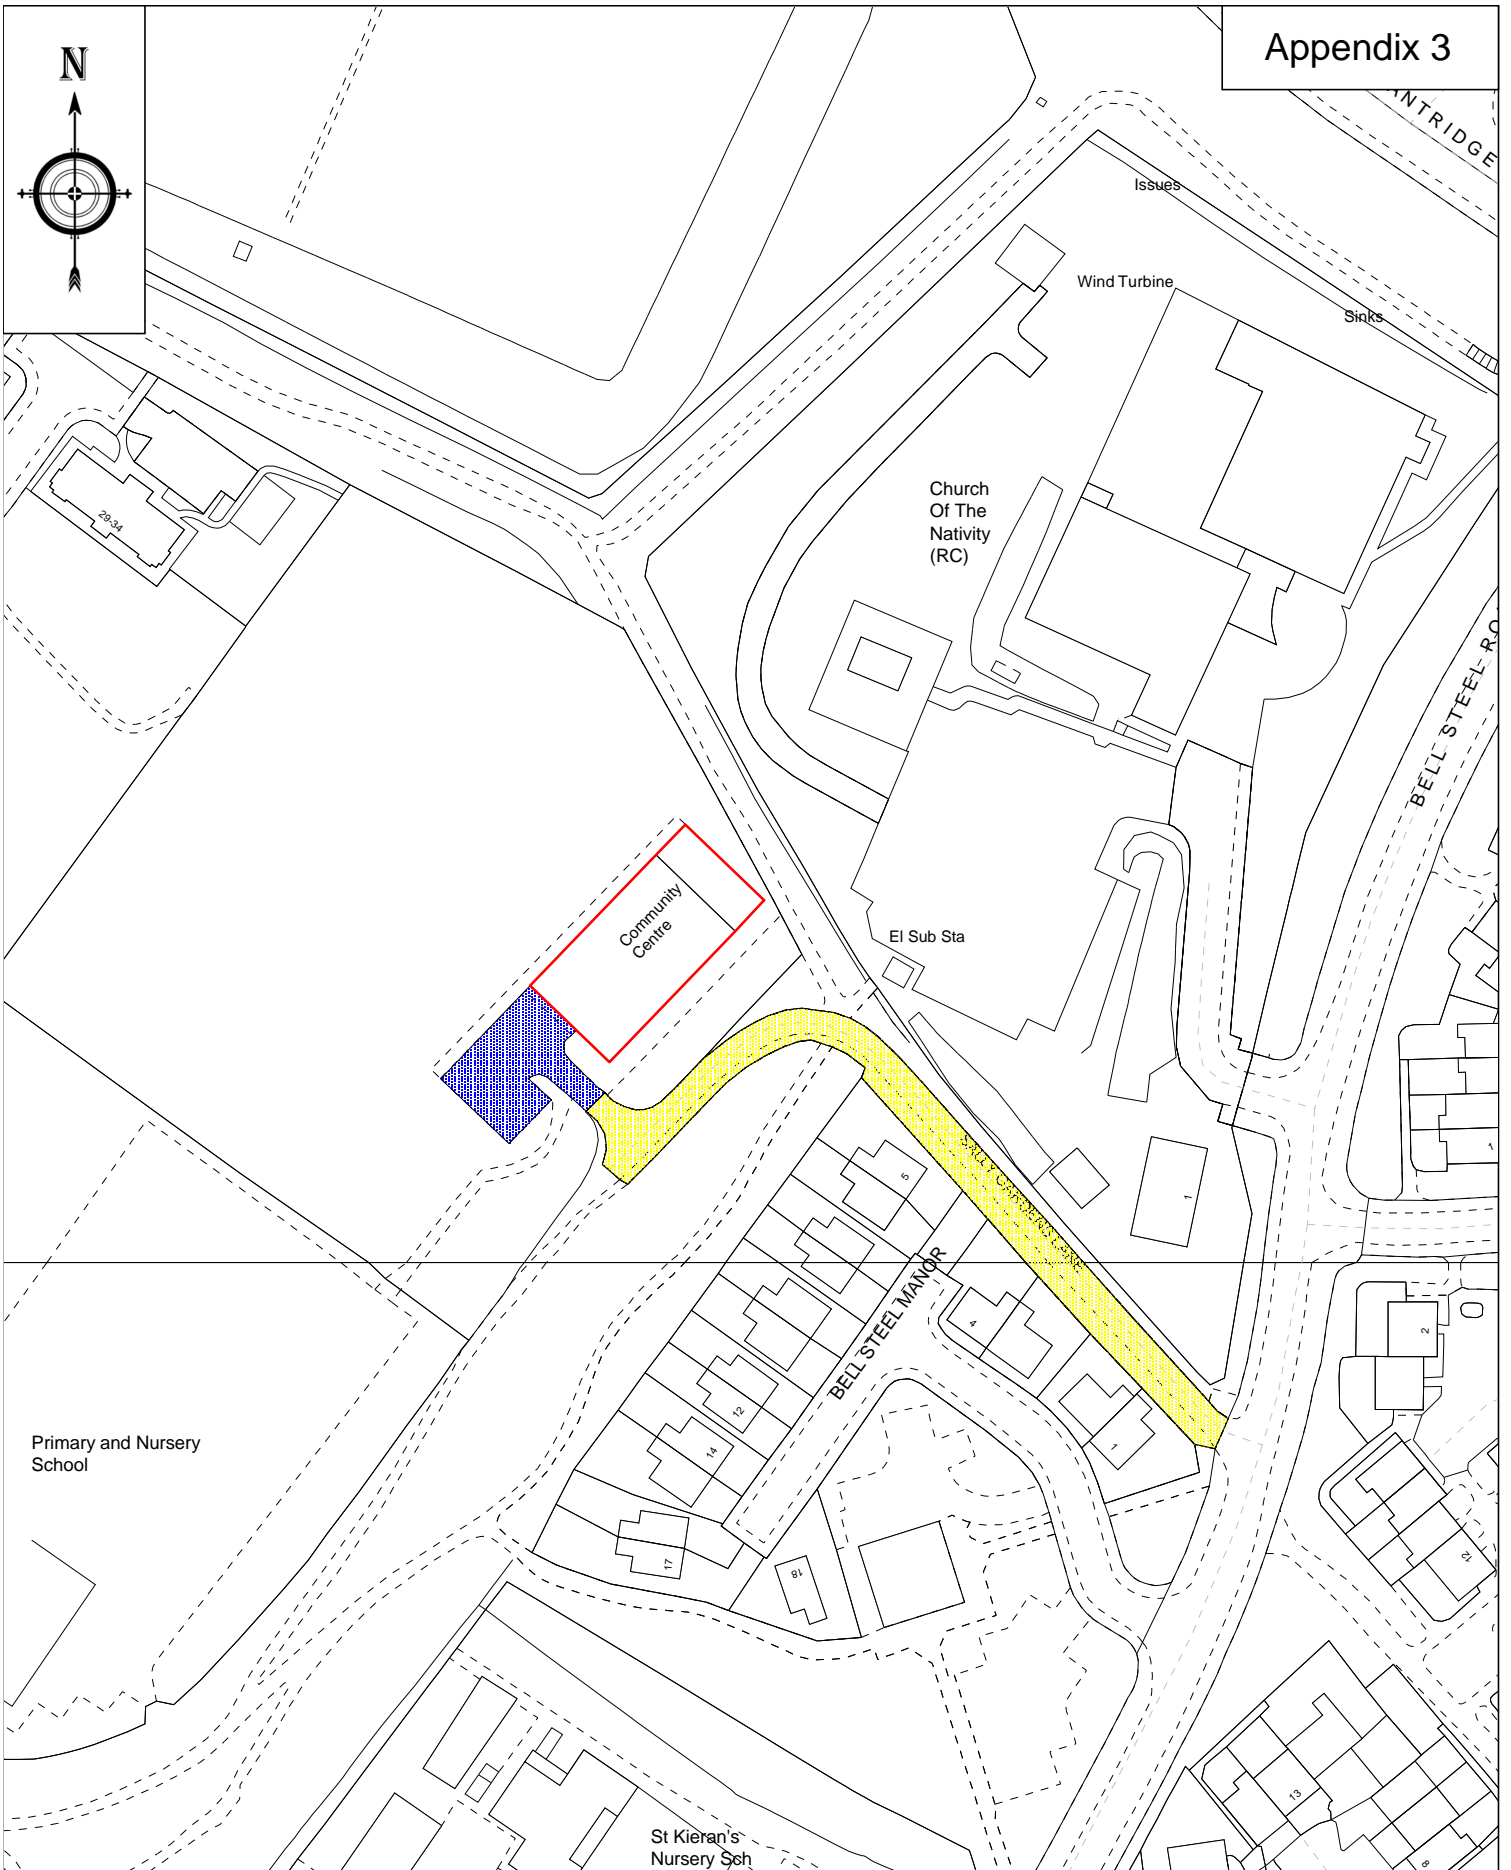 Appendix 3
N
ANTRIDGE
Issues
Wind Turbine
Sinks
Church
Of The
Nativity
(RC)
29-34
BELL STEEL RO
Community
Centre
El Sub Sta
5
1
1
BELL STEEL MANOR
4
2
12
1
14
Primary and Nursery
School
17
18
12
13
8
St Kieran's
Nursery Sch